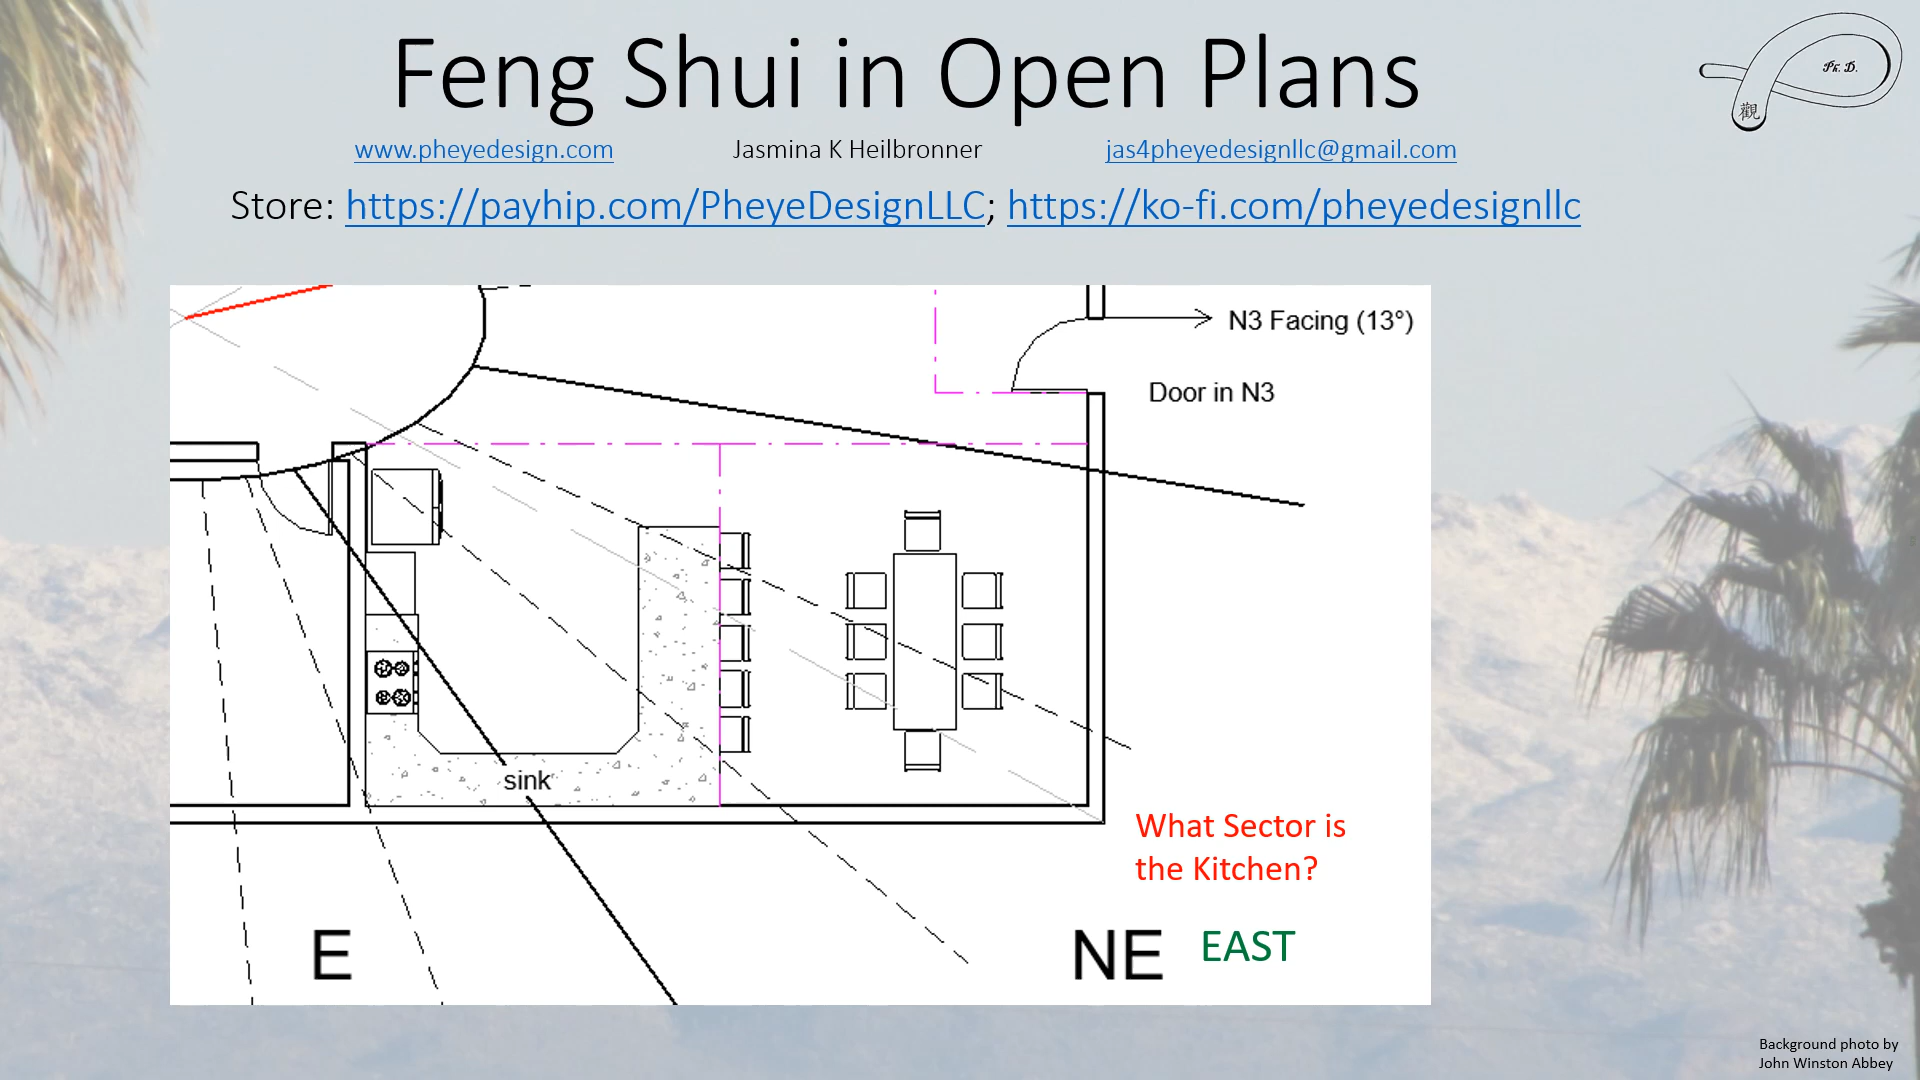 Feng Shui in Open Plans
Ph. D.
觀
www.pheyedesign.com Jasmina K Heilbronner jas4pheyedesignllc@gmail.com
Store: https://payhip.com/PheyeDesignLLC; https://ko-fi.com/pheyedesignllc
N3 Facing (13°)
Door in N3
sink
What Sector is
the Kitchen?
E NE EAST
Background photo by
John Winston Abbey